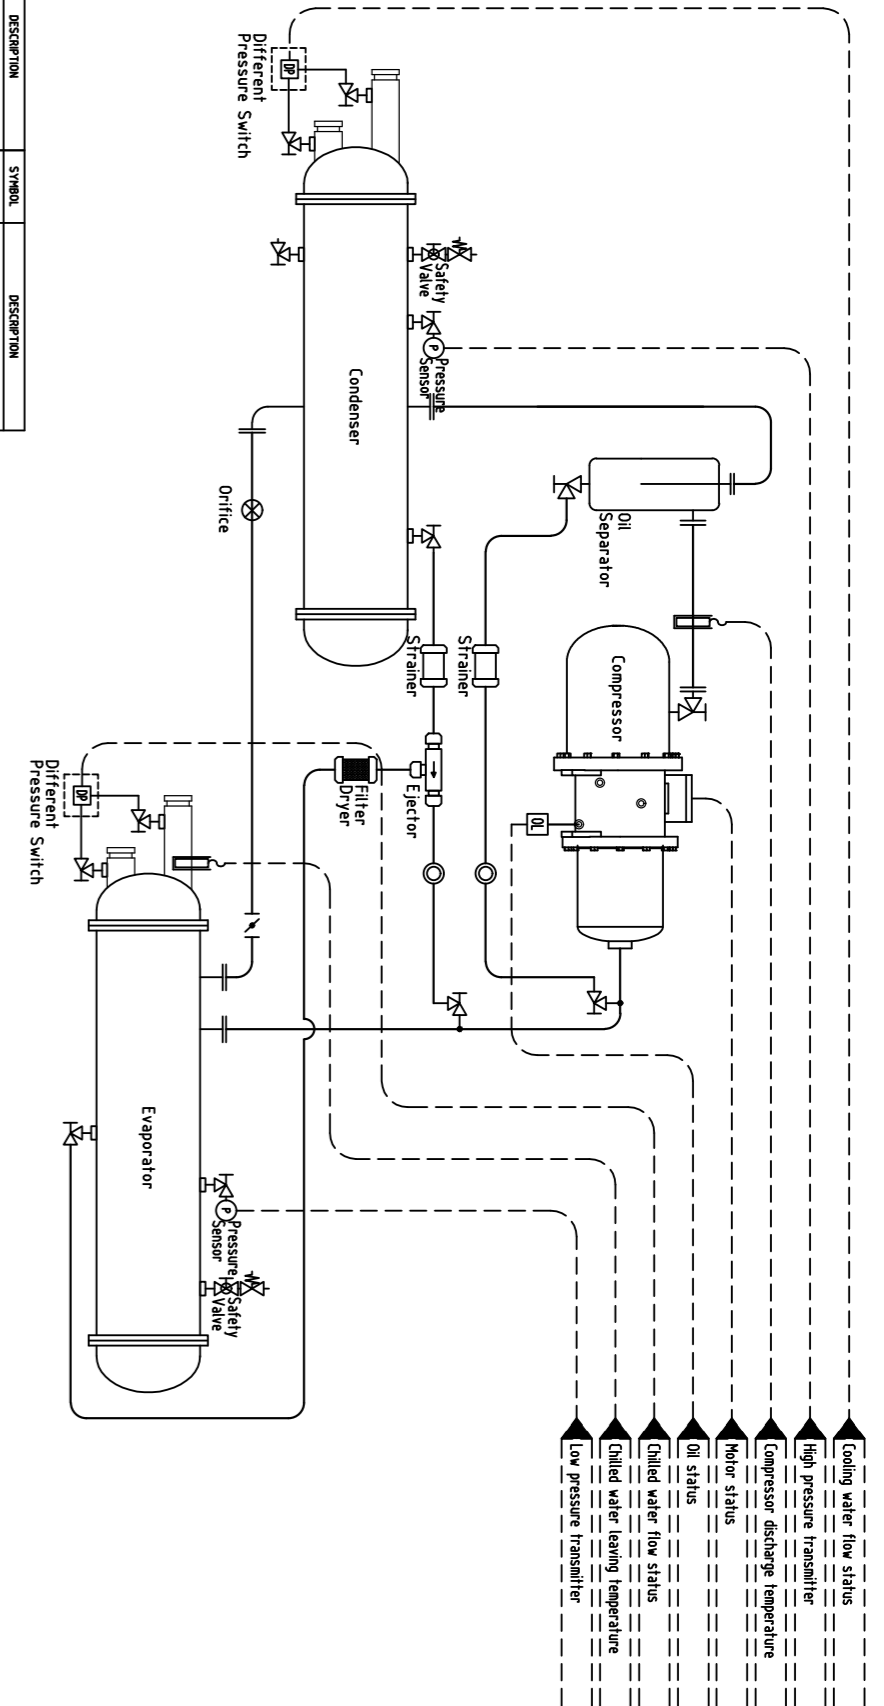 DESCRIPTION
SYMBOL
DESCRIPTION
Cooling water flow status
High pressure transmitter
Compressor discharge temperature
Motor status
Oil status
Chilled water flow status
Chilled water leaving temperature
Low pressure transmitter
Different
Pressure Switch
DP
Safety
Valve
P
Pressure
Sensor
Condenser
Oil
Separator
Compressor
Orifice
Strainer
Strainer
Ejector
Filter
Dryer
OL
Different
Pressure Switch
DP
Evaporator
P
Pressure
Sensor
Safety
Valve